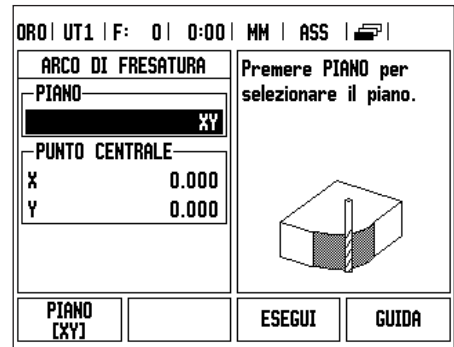 ORO| UT1 | F: 0| 0:00| MM | ASS |
ARCO DI FRESATURA
PIANO
XY
PUNTO CENTRALE
X 0.000
Y 0.000
Premere PIANO per
selezionare il piano.
PIANO
[XY]
ESEGUI
GUIDA